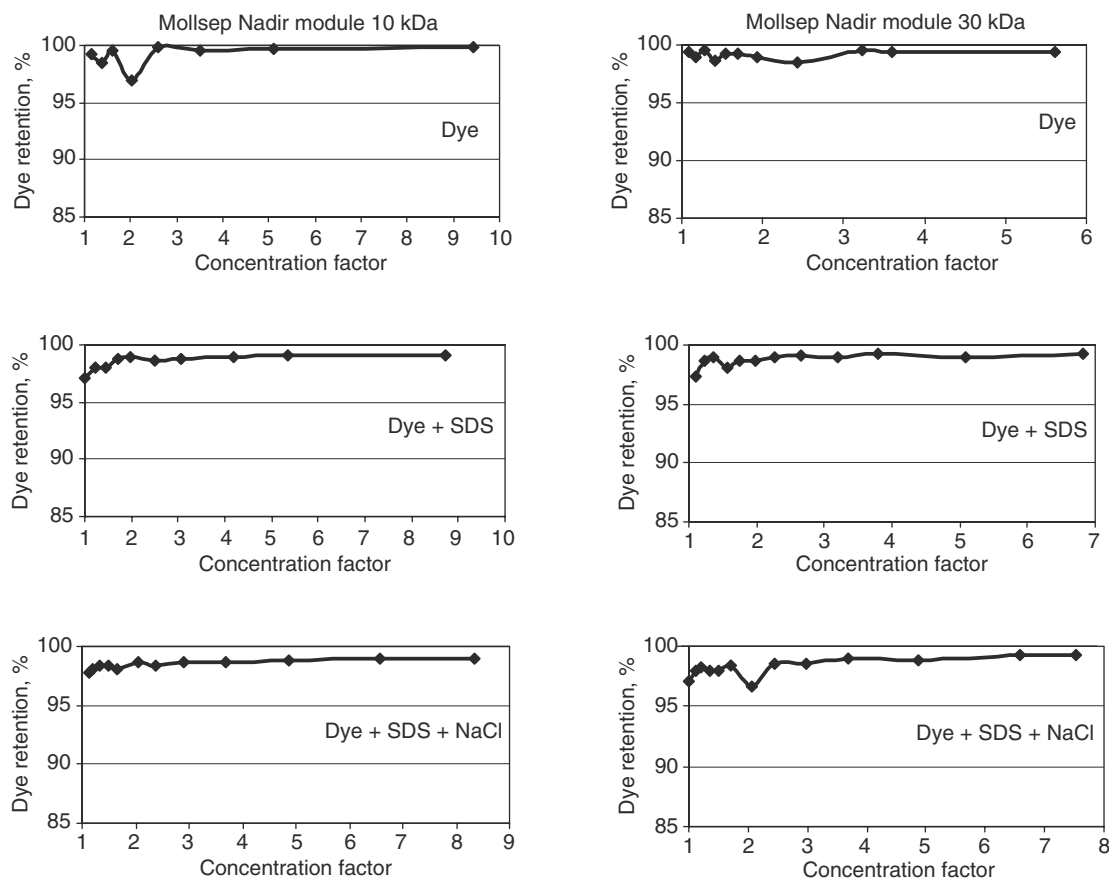 Mollsep Nadir module 10 kDa
Dye retention, %
100
95
90
85
Dye
1 2 3 4 5 6 7 8 9 10
Concentration factor
Mollsep Nadir module 30 kDa
Dye retention, %
100
95
90
85
Dye
1 2 3 4 5 6
Concentration factor
Dye retention, %
100
95
90
85
Dye + SDS
1 2 3 4 5 6 7 8 9 10
Concentration factor
Dye retention, %
100
95
90
85
Dye + SDS
1 2 3 4 5 6 7
Concentration factor
Dye retention, %
100
95
90
85
Dye + SDS + NaCl
1 2 3 4 5 6 7 8 9
Concentration factor
Dye retention, %
100
95
90
85
Dye + SDS + NaCl
1 2 3 4 5 6 7 8
Concentration factor